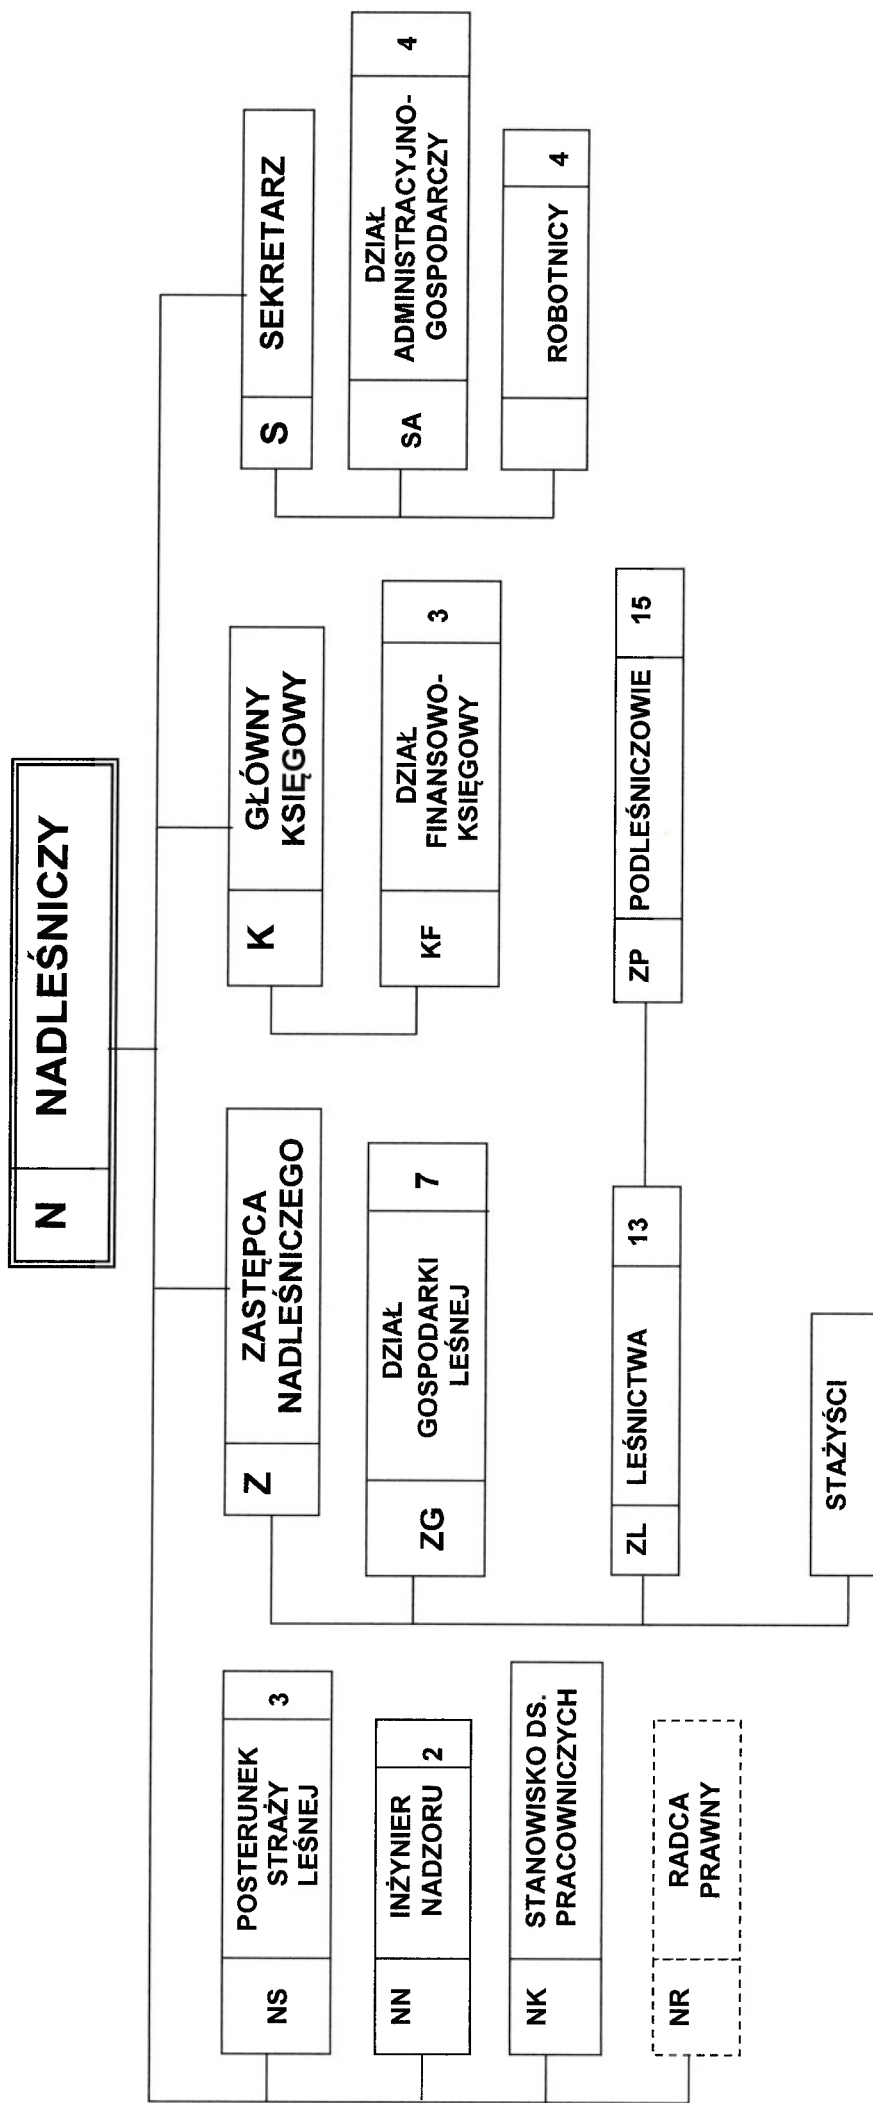 N NADLEŚNICZY
NS POSTERUNEK 3
STRAŻY
LEŚNEJ
NN INŻYNIER
NADZORU 2
NK STANOWISKO DS.
PRACOWNICZYCH
NR RADCA
PRAWNY
Z ZASTĘPCA
NADLEŚNICZEGO
ZG DZIAŁ 7
GOSPODARKI
LEŚNEJ
ZL LEŚNICTWA 13
ZP PODLEŚNICZOWIE 15
STAŻYŚCI
K GŁÓWNY
KSIĘGOWY
KF DZIAŁ 3
FINANSOWO-
KSIĘGOWY
S SEKRETARZ
SA DZIAŁ 4
ADMINISTRACYJNO-
GOSPODARCZY
ROBOTNICY 4